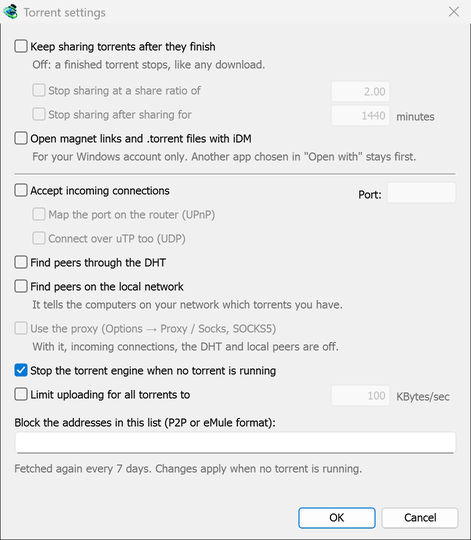 Torrent settings
Keep sharing torrents after they finish
Off: a finished torrent stops, like any download.
Stop sharing at a share ratio of 2.00
Stop sharing after sharing for 1440 minutes
Open magnet links and .torrent files with iDM
For your Windows account only. Another app chosen in "Open with" stays first.
Accept incoming connections Port:
Map the port on the router (UPnP)
Connect over uTP too (UDP)
Find peers through the DHT
Find peers on the local network
It tells the computers on your network which torrents you have.
Use the proxy (Options → Proxy / Socks, SOCKS5)
With it, incoming connections, the DHT and local peers are off.
Stop the torrent engine when no torrent is running
Limit uploading for all torrents to 100 KBytes/sec
Block the addresses in this list (P2P or eMule format):
Fetched again every 7 days. Changes apply when no torrent is running.
OK Cancel